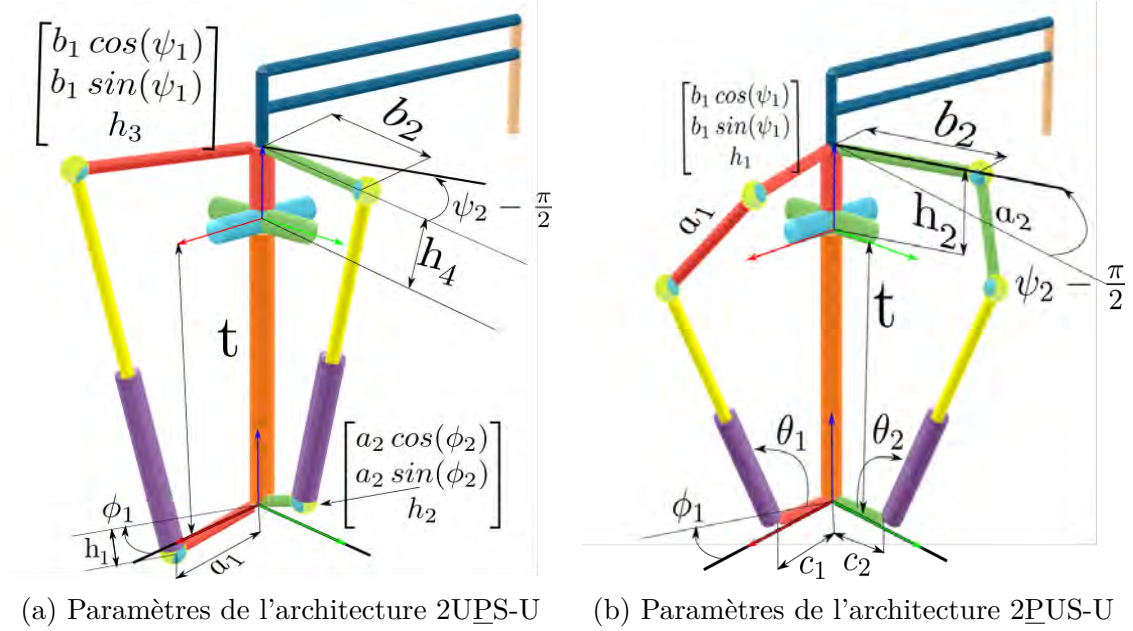 [b₁ cos(ψ₁)
b₁ sin(ψ₁)
h₃]
b₂
ψ₂ − π/2
h₄
t
[a₂ cos(ϕ₂)
a₂ sin(ϕ₂)
h₂]
ϕ₁
h₁
a₁
(a) Paramètres de l'architecture 2UPS-U
[b₁ cos(ψ₁)
b₁ sin(ψ₁)
h₁]
b₂
a₁
h₂
a₂
ψ₂ − π/2
t
θ₁
θ₂
ϕ₁
c₁
c₂
(b) Paramètres de l'architecture 2PUS-U